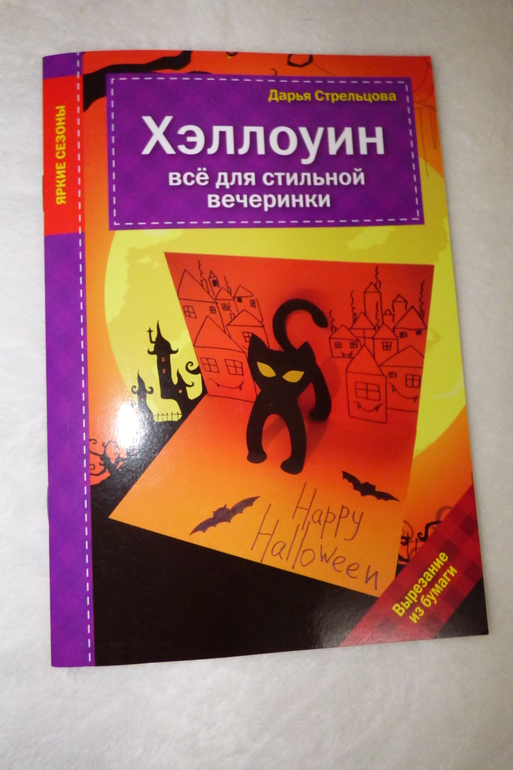 Дарья Стрельцова
Хэллоуин
всё для стильной
вечеринки
ЯРКИЕ СЕЗОНЫ
Happy
Halloween
Вырезание
из бумаги